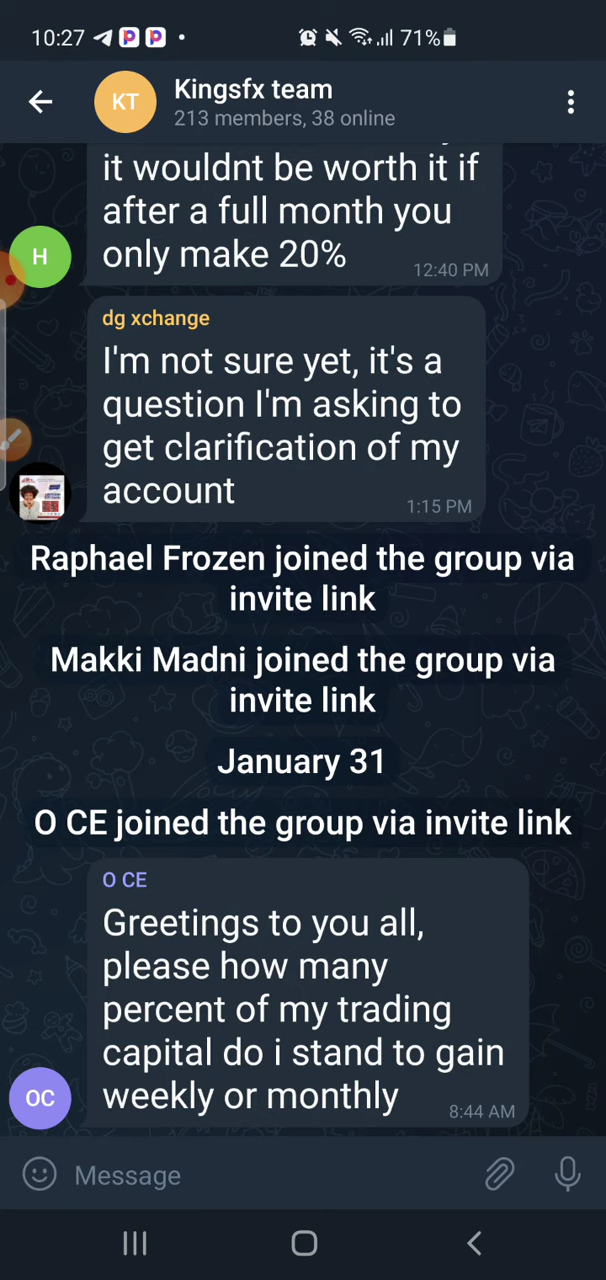 10:27
71%
KT
Kingsfx team
213 members, 38 online
it wouldnt be worth it if
after a full month you
only make 20%
12:40 PM
H
dg xchange
I'm not sure yet, it's a
question I'm asking to
get clarification of my
account
1:15 PM
Raphael Frozen joined the group via
invite link
Makki Madni joined the group via
invite link
January 31
O CE joined the group via invite link
O CE
Greetings to you all,
please how many
percent of my trading
capital do i stand to gain
weekly or monthly
8:44 AM
OC
Message